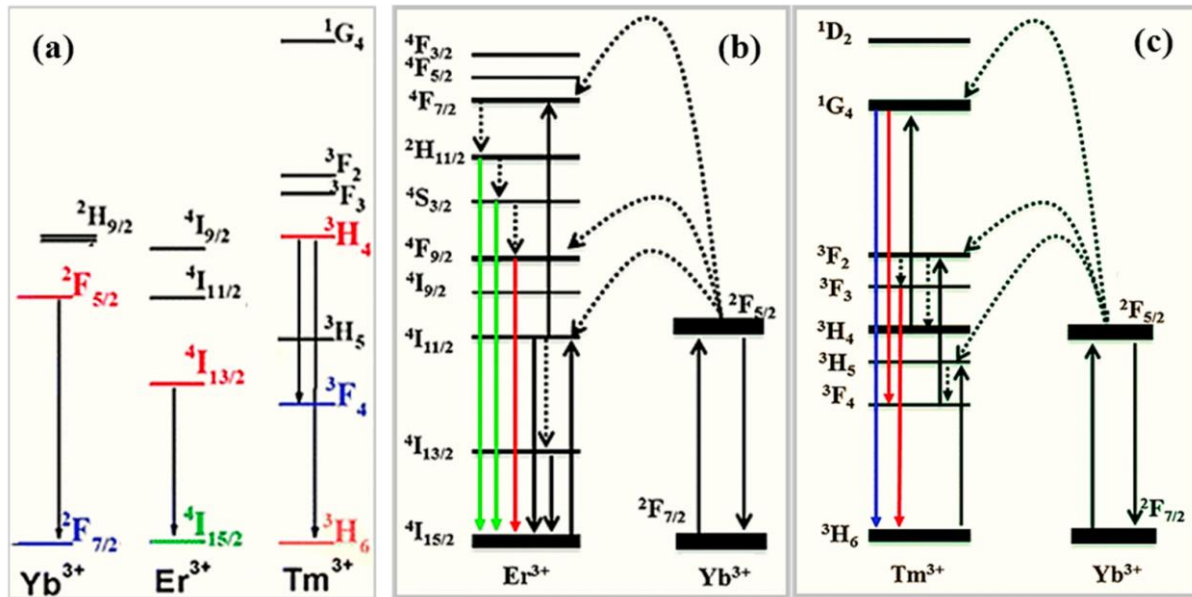 (a)
¹G₄
³F₂
³F₃
³H₄
³H₅
³F₄
³H₆
²H₉/₂
²F₅/₂
²F₇/₂
⁴I₉/₂
⁴I₁₁/₂
⁴I₁₃/₂
⁴I₁₅/₂
Yb³⁺ Er³⁺ Tm³⁺
(b)
⁴F₃/₂
⁴F₅/₂
⁴F₇/₂
²H₁₁/₂
⁴S₃/₂
⁴F₉/₂
⁴I₉/₂
⁴I₁₁/₂
⁴I₁₃/₂
⁴I₁₅/₂
²F₅/₂
²F₇/₂
Er³⁺ Yb³⁺
(c)
¹D₂
¹G₄
³F₂
³F₃
³H₄
³H₅
³F₄
³H₆
²F₅/₂
²F₇/₂
Tm³⁺ Yb³⁺